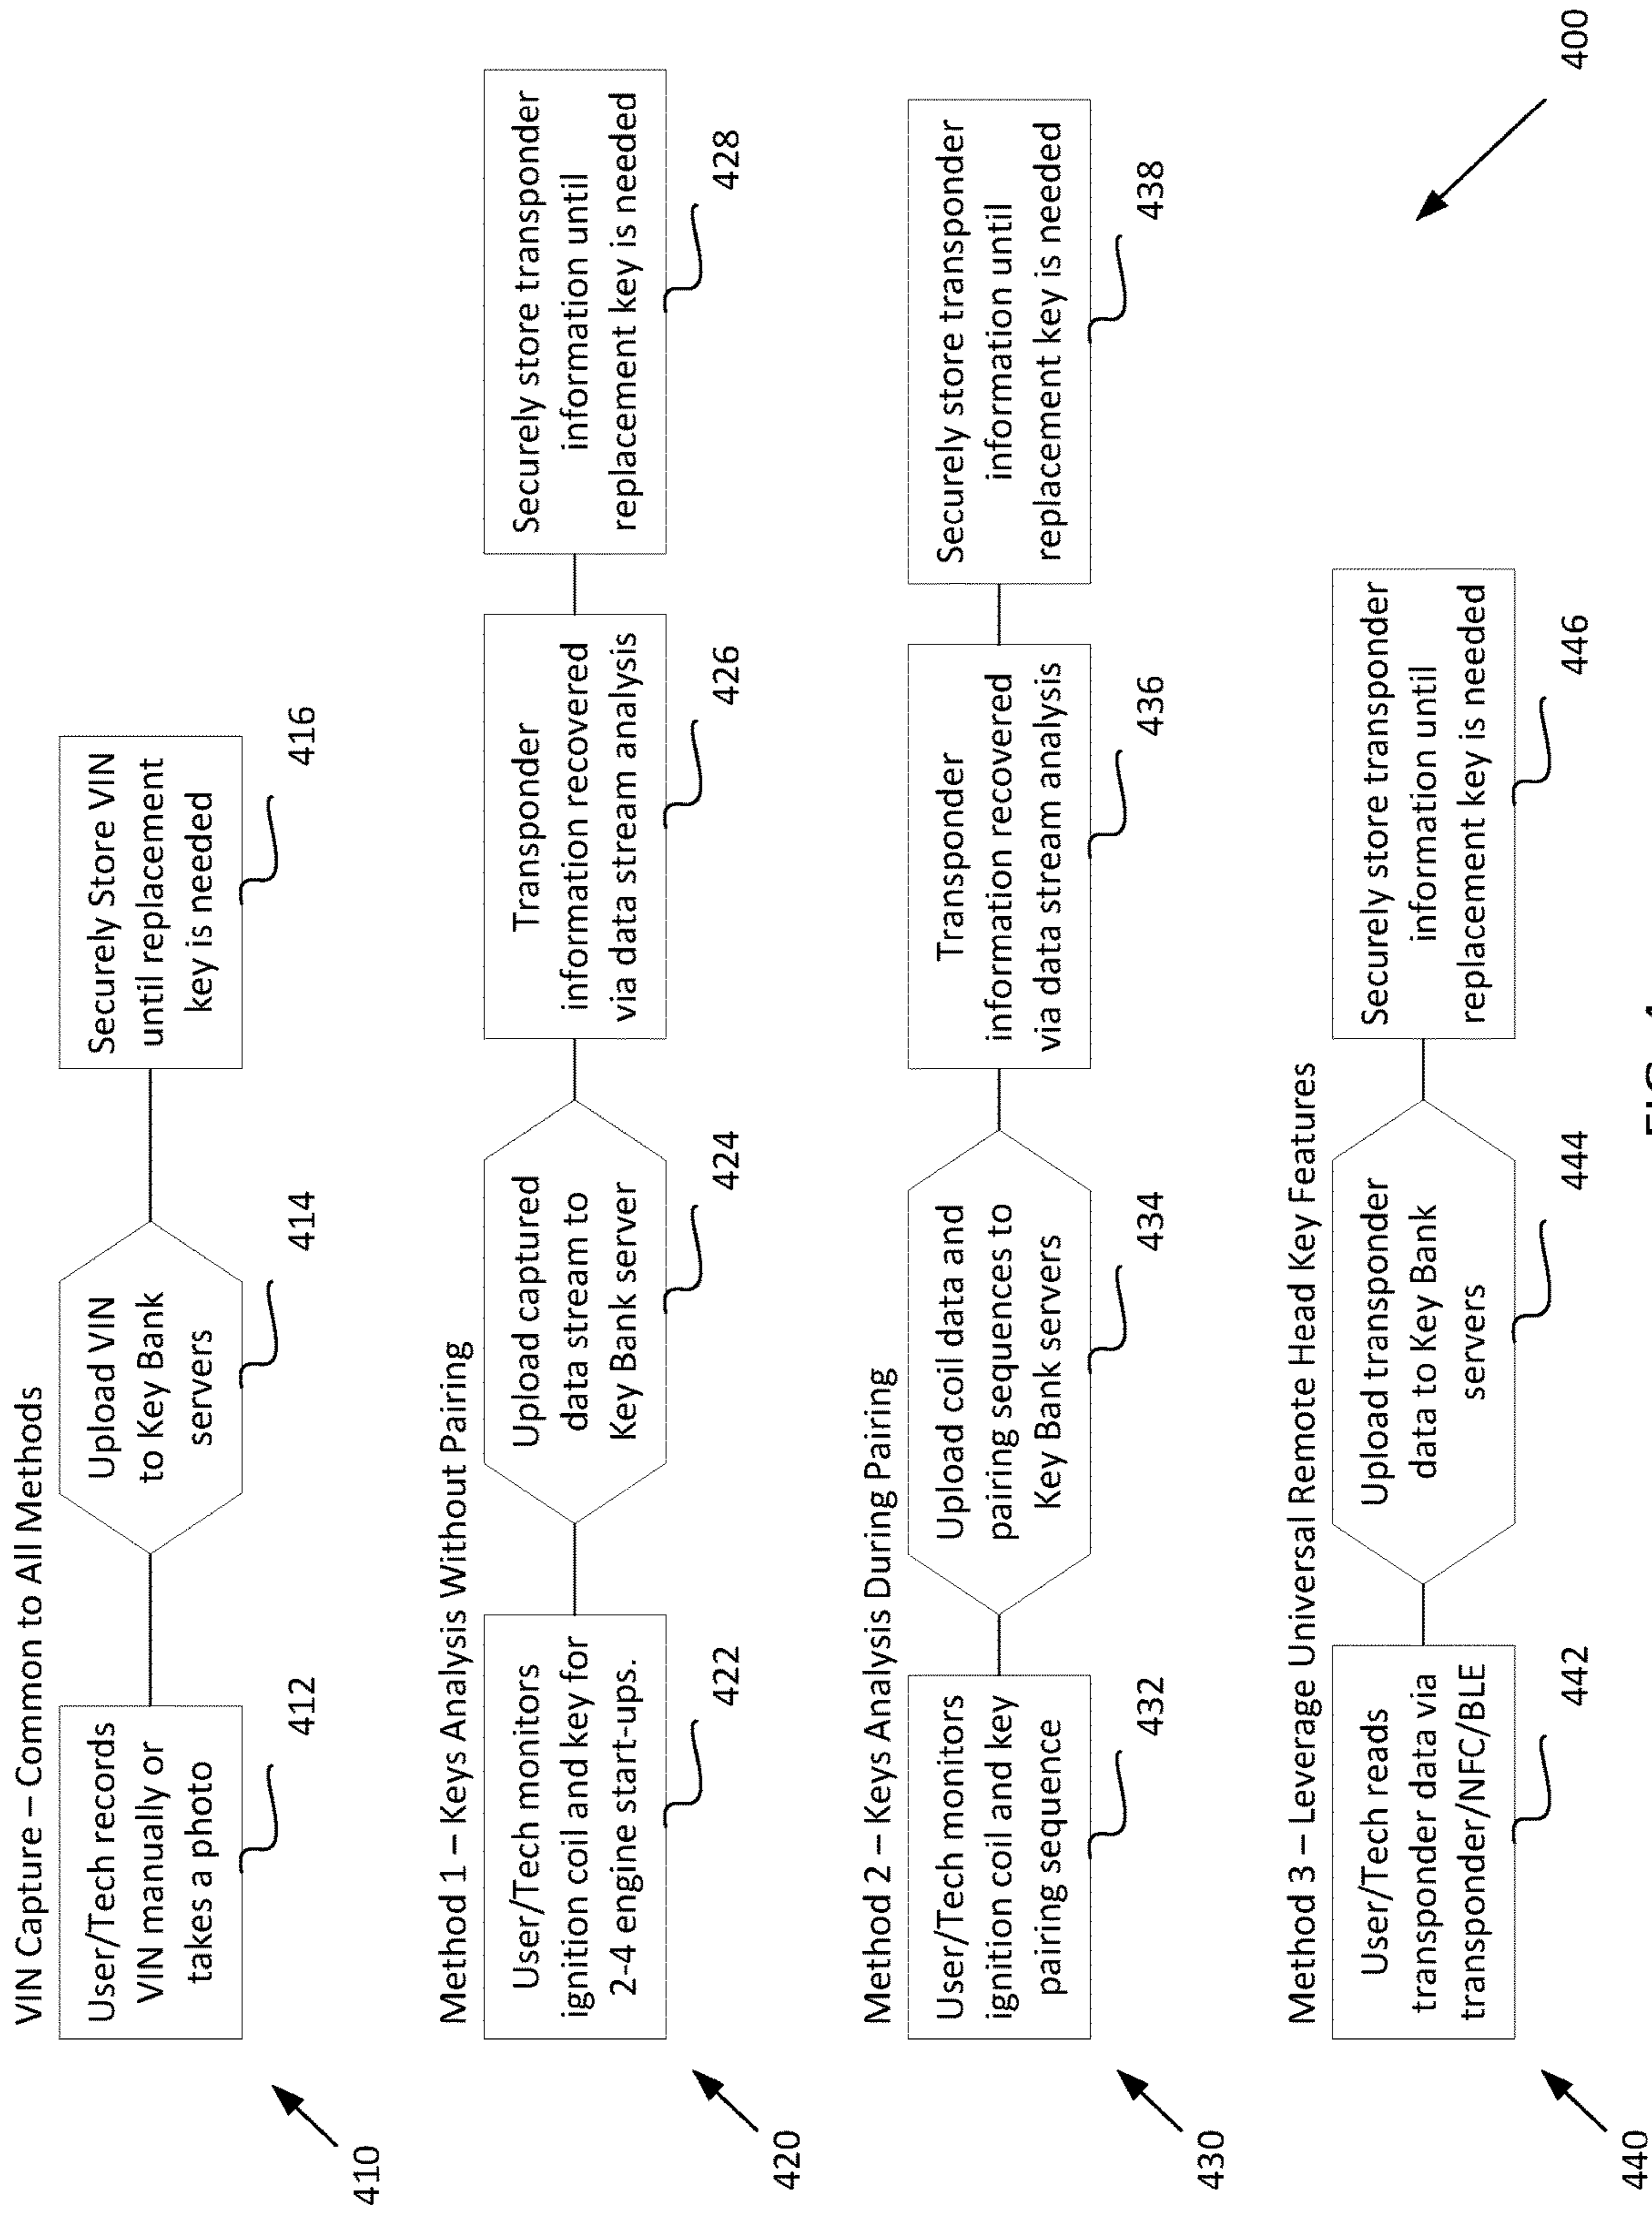 VIN Capture – Common to All Methods
User/Tech records
VIN manually or
takes a photo
412
Upload VIN
to Key Bank
servers
414
Securely Store VIN
until replacement
key is needed
416
410
Method 1 – Keys Analysis Without Pairing
User/Tech monitors
ignition coil and key for
2-4 engine start-ups.
422
Upload captured
data stream to
Key Bank server
424
Transponder
information recovered
via data stream analysis
426
Securely store transponder
information until
replacement key is needed
428
420
Method 2 – Keys Analysis During Pairing
User/Tech monitors
ignition coil and key
pairing sequence
432
Upload coil data and
pairing sequences to
Key Bank servers
434
Transponder
information recovered
via data stream analysis
436
Securely store transponder
information until
replacement key is needed
438
430
Method 3 – Leverage Universal Remote Head Key Features
User/Tech reads
transponder data via
transponder/NFC/BLE
442
Upload transponder
data to Key Bank
servers
444
Securely store transponder
information until
replacement key is needed
446
440
400